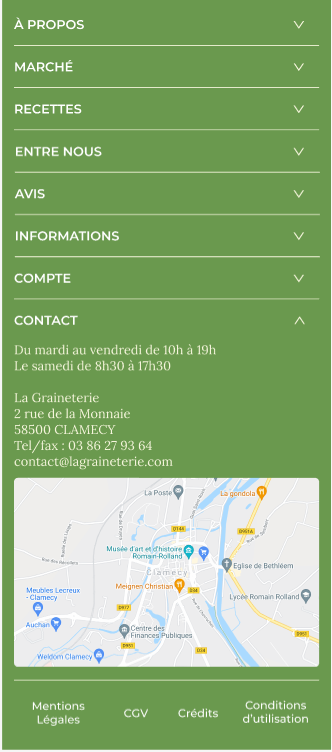 À PROPOS
MARCHÉ
RECETTES
ENTRE NOUS
AVIS
INFORMATIONS
COMPTE
CONTACT
Du mardi au vendredi de 10h à 19h
Le samedi de 8h30 à 17h30
La Graineterie
2 rue de la Monnaie
58500 CLAMECY
Tel/fax : 03 86 27 93 64
contact@lagraineterie.com
La Poste
La gondola
D951A
D144
Musée d'art et d'histoire
Romain-Rolland
Eglise de Bethléem
Clamecy
Meignen Christian
D34
Meubles Lecreux
- Clamecy
Lycée Romain Rolland
D977
Auchan
Centre des
Finances Publiques
D951
D951
D34
Weldom Clamecy
Mentions
Légales
CGV
Crédits
Conditions
d'utilisation